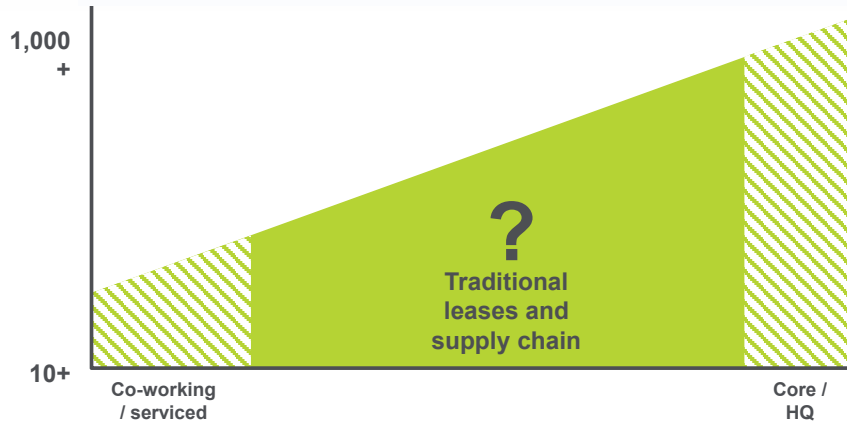 1,000
+
?
Traditional
leases and
supply chain
10+
Co-working
/ serviced
Core /
HQ